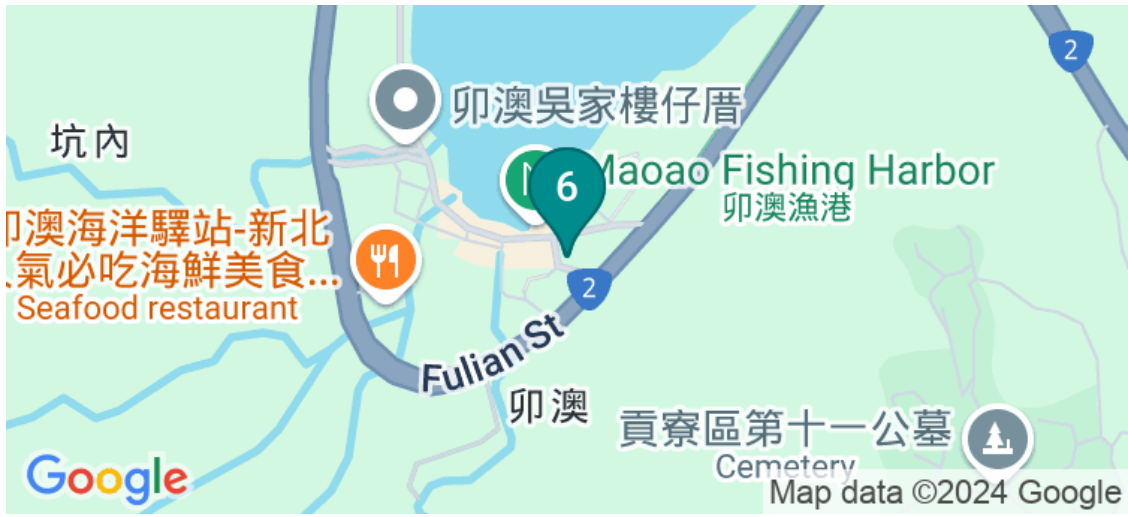 2
卯澳吳家樓仔厝
坑內
Maoao Fishing Harbor
卯澳漁港
6
卯澳海洋驛站-新北
人氣必吃海鮮美食...
Seafood restaurant
2
Fulian St
卯澳
貢寮區第十一公墓
Cemetery
Google
Map data ©2024 Google